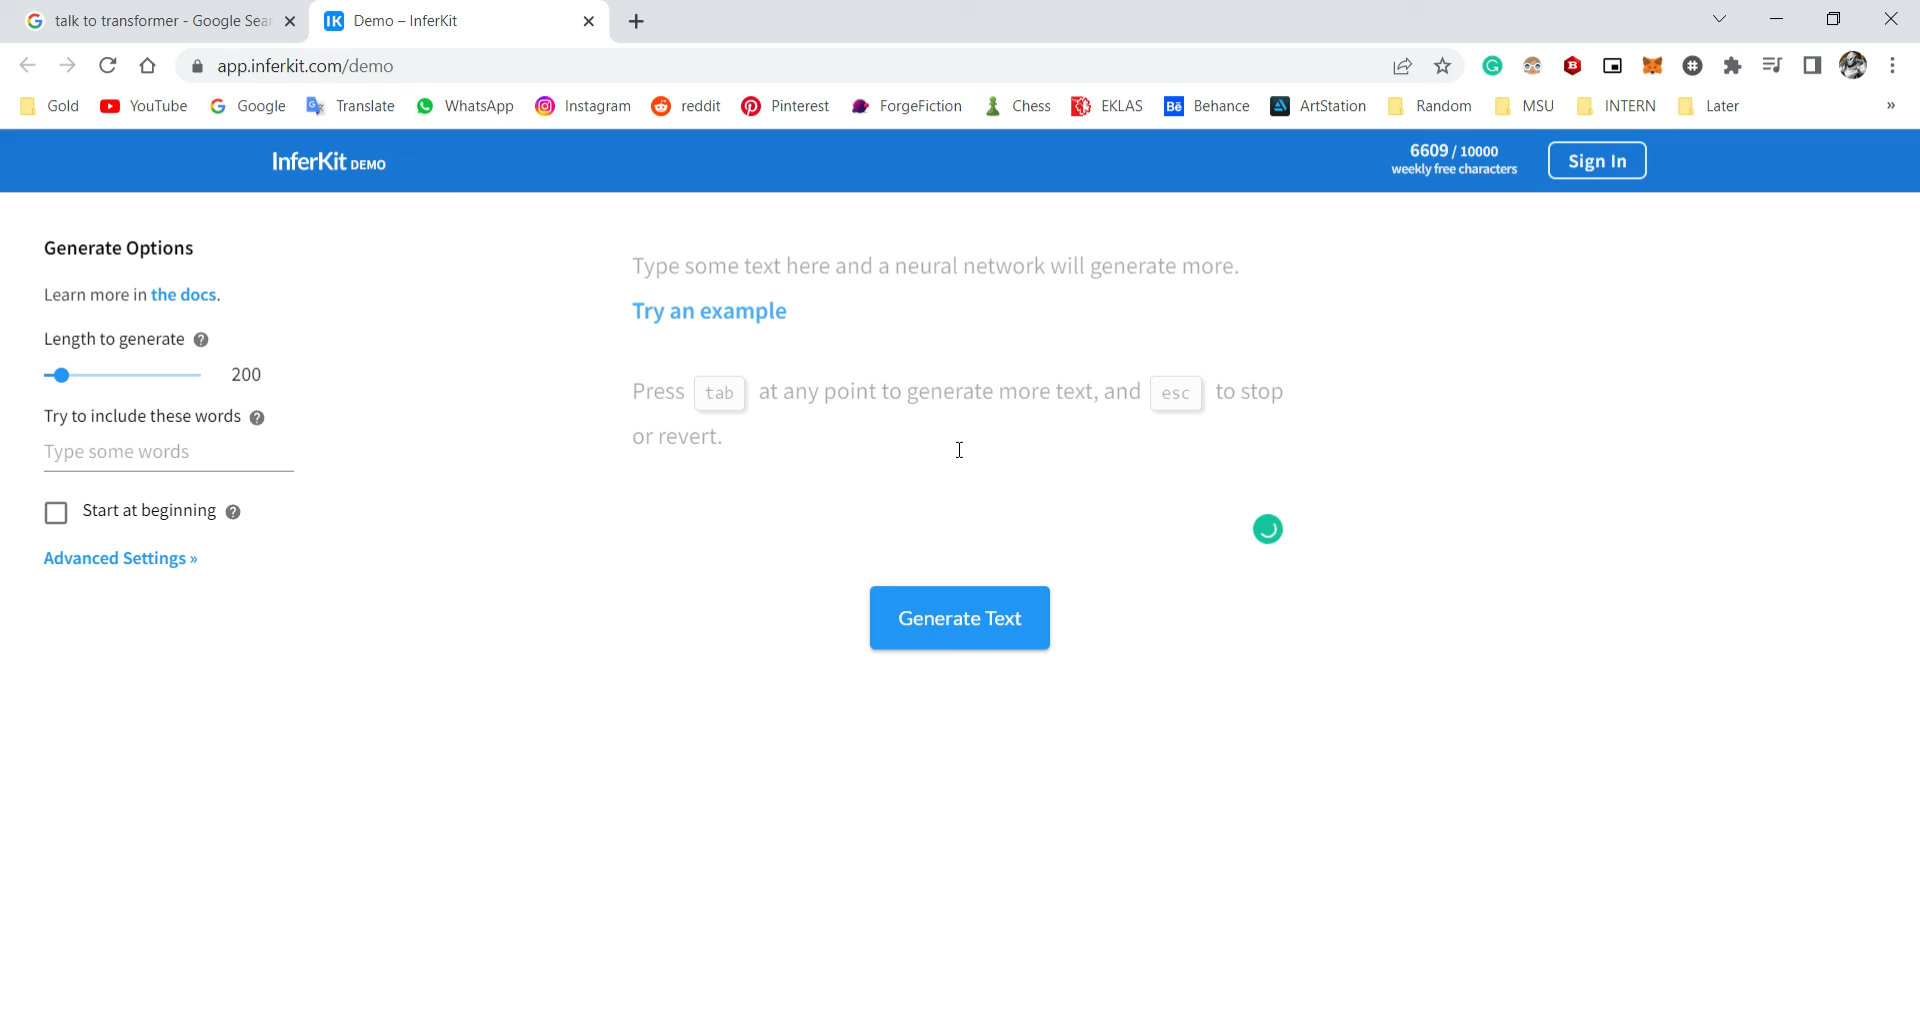 talk to transformer - Google Sear
Demo – InferKit
app.inferkit.com/demo
Gold YouTube Google Translate WhatsApp Instagram reddit Pinterest ForgeFiction Chess EKLAS Behance ArtStation Random MSU INTERN Later »
InferKit DEMO
6609 / 10000
weekly free characters
Sign In
Generate Options
Learn more in the docs.
Length to generate
200
Try to include these words
Type some words
Start at beginning
Advanced Settings »
Type some text here and a neural network will generate more.
Try an example
Press tab at any point to generate more text, and esc to stop
or revert.
Generate Text